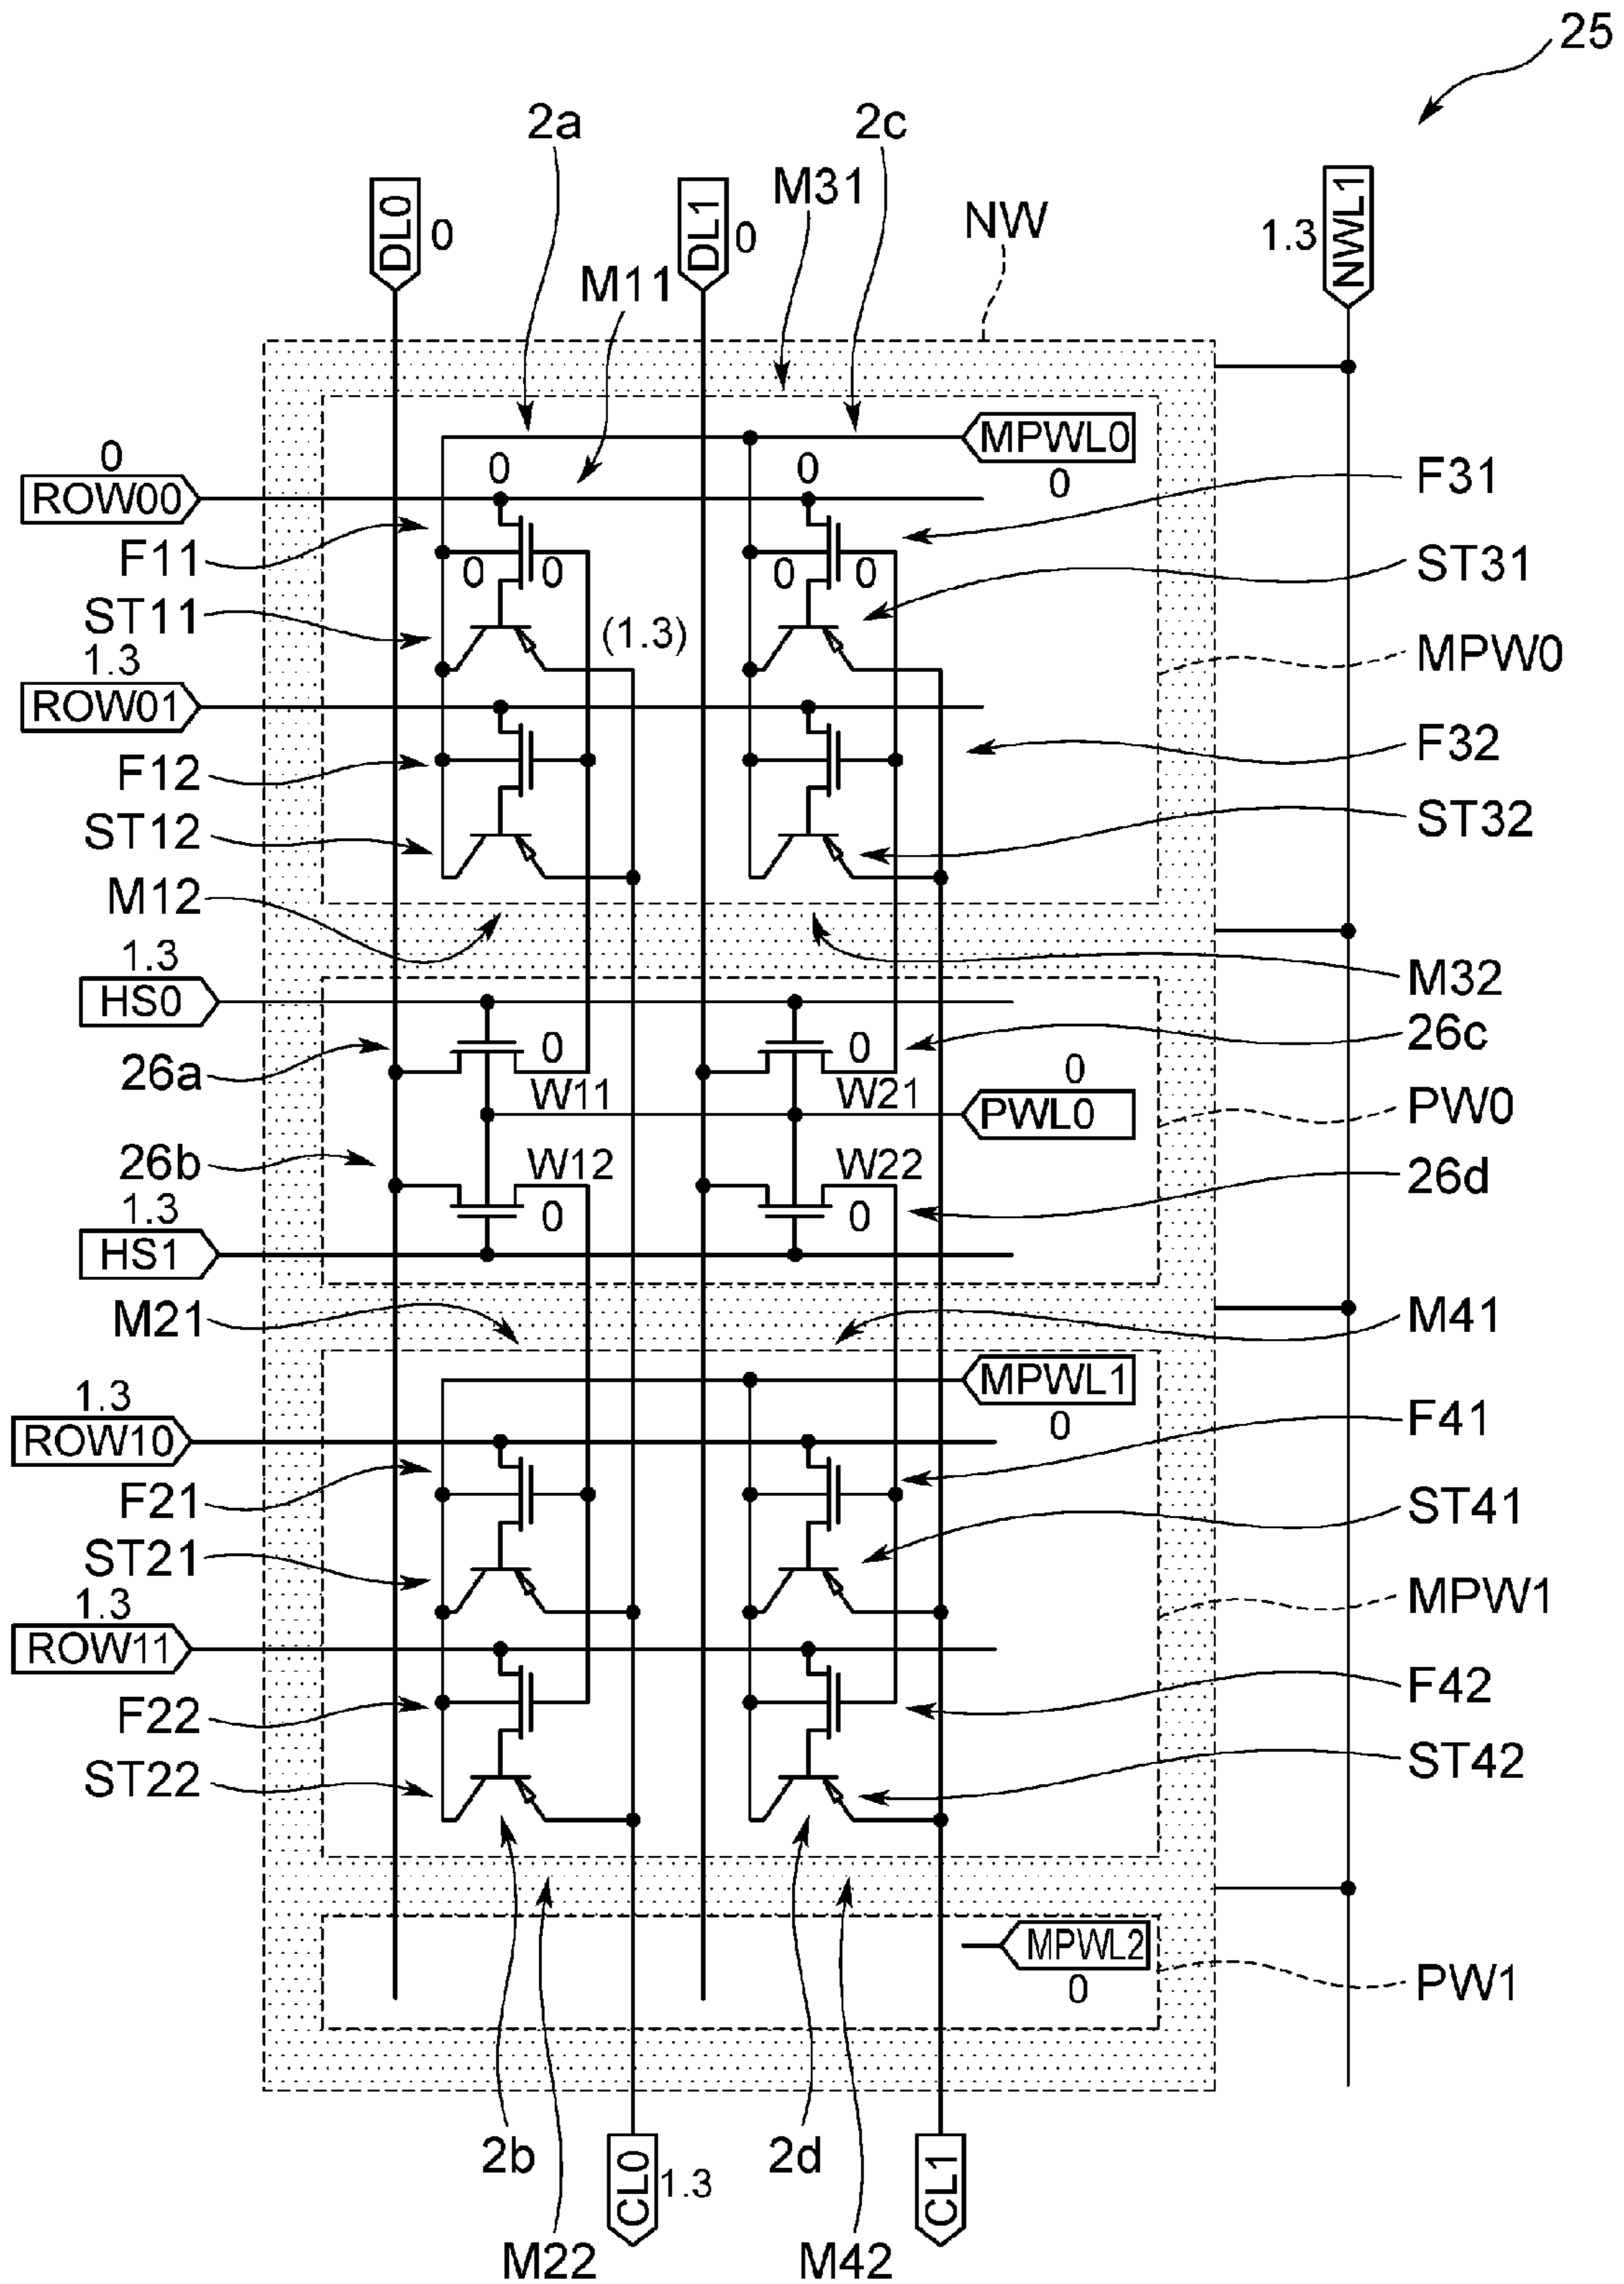 25
2a
2c
M31
DL0
0
DL1
0
NW
1.3
NWL1
M11
MPWL0
0
0
ROW00
0
0
F31
F11
0
0
0
0
ST31
ST11
(1.3)
MPW0
1.3
ROW01
F12
F32
ST12
ST32
M12
1.3
HS0
M32
26a
0
W11
0
W21
26c
0
PWL0
PW0
26b
W12
0
W22
0
26d
1.3
HS1
M21
M41
MPWL1
0
1.3
ROW10
F41
F21
ST41
ST21
MPW1
1.3
ROW11
F22
F42
ST22
ST42
MPWL2
0
PW1
2b
CL0
1.3
2d
CL1
M22
M42